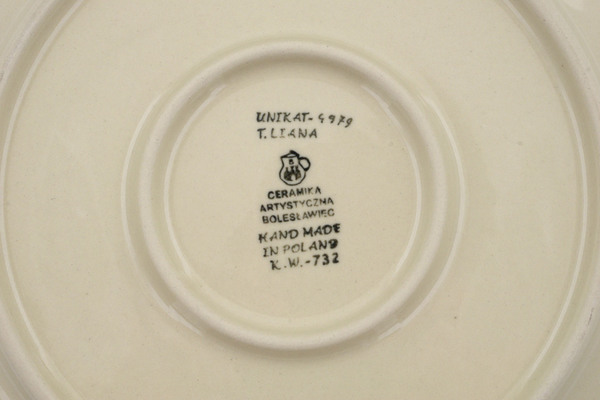 UNIKAT-4979
T.LIANA
B
CERAMIKA
ARTYSTYCZNA
BOLESŁAWIEC
HAND MADE
IN POLAND
K.W.-732